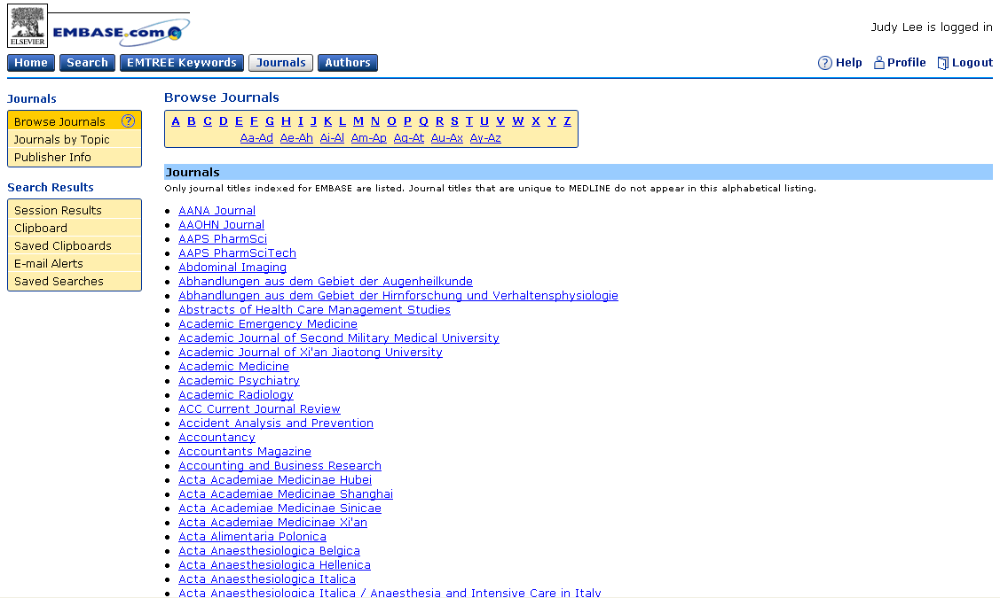 ELSEVIER
EMBASE.com
Judy Lee is logged in
Home Search EMTREE Keywords Journals Authors
? Help Profile Logout
Journals
Browse Journals ?
Journals by Topic
Publisher Info
Search Results
Session Results
Clipboard
Saved Clipboards
E-mail Alerts
Saved Searches
Browse Journals
A B C D E F G H I J K L M N O P Q R S T U V W X Y Z
Aa-Ad Ae-Ah Ai-Al Am-Ap Aq-At Au-Ax Ay-Az
Journals
Only journal titles indexed for EMBASE are listed. Journal titles that are unique to MEDLINE do not appear in this alphabetical listing.
AANA Journal
AAOHN Journal
AAPS PharmSci
AAPS PharmSciTech
Abdominal Imaging
Abhandlungen aus dem Gebiet der Augenheilkunde
Abhandlungen aus dem Gebiet der Hirnforschung und Verhaltensphysiologie
Abstracts of Health Care Management Studies
Academic Emergency Medicine
Academic Journal of Second Military Medical University
Academic Journal of Xi'an Jiaotong University
Academic Medicine
Academic Psychiatry
Academic Radiology
ACC Current Journal Review
Accident Analysis and Prevention
Accountancy
Accountants Magazine
Accounting and Business Research
Acta Academiae Medicinae Hubei
Acta Academiae Medicinae Shanghai
Acta Academiae Medicinae Sinicae
Acta Academiae Medicinae Xi'an
Acta Alimentaria Polonica
Acta Anaesthesiologica Belgica
Acta Anaesthesiologica Hellenica
Acta Anaesthesiologica Italica
Acta Anaesthesiologica Italica / Anaesthesia and Intensive Care in Italy